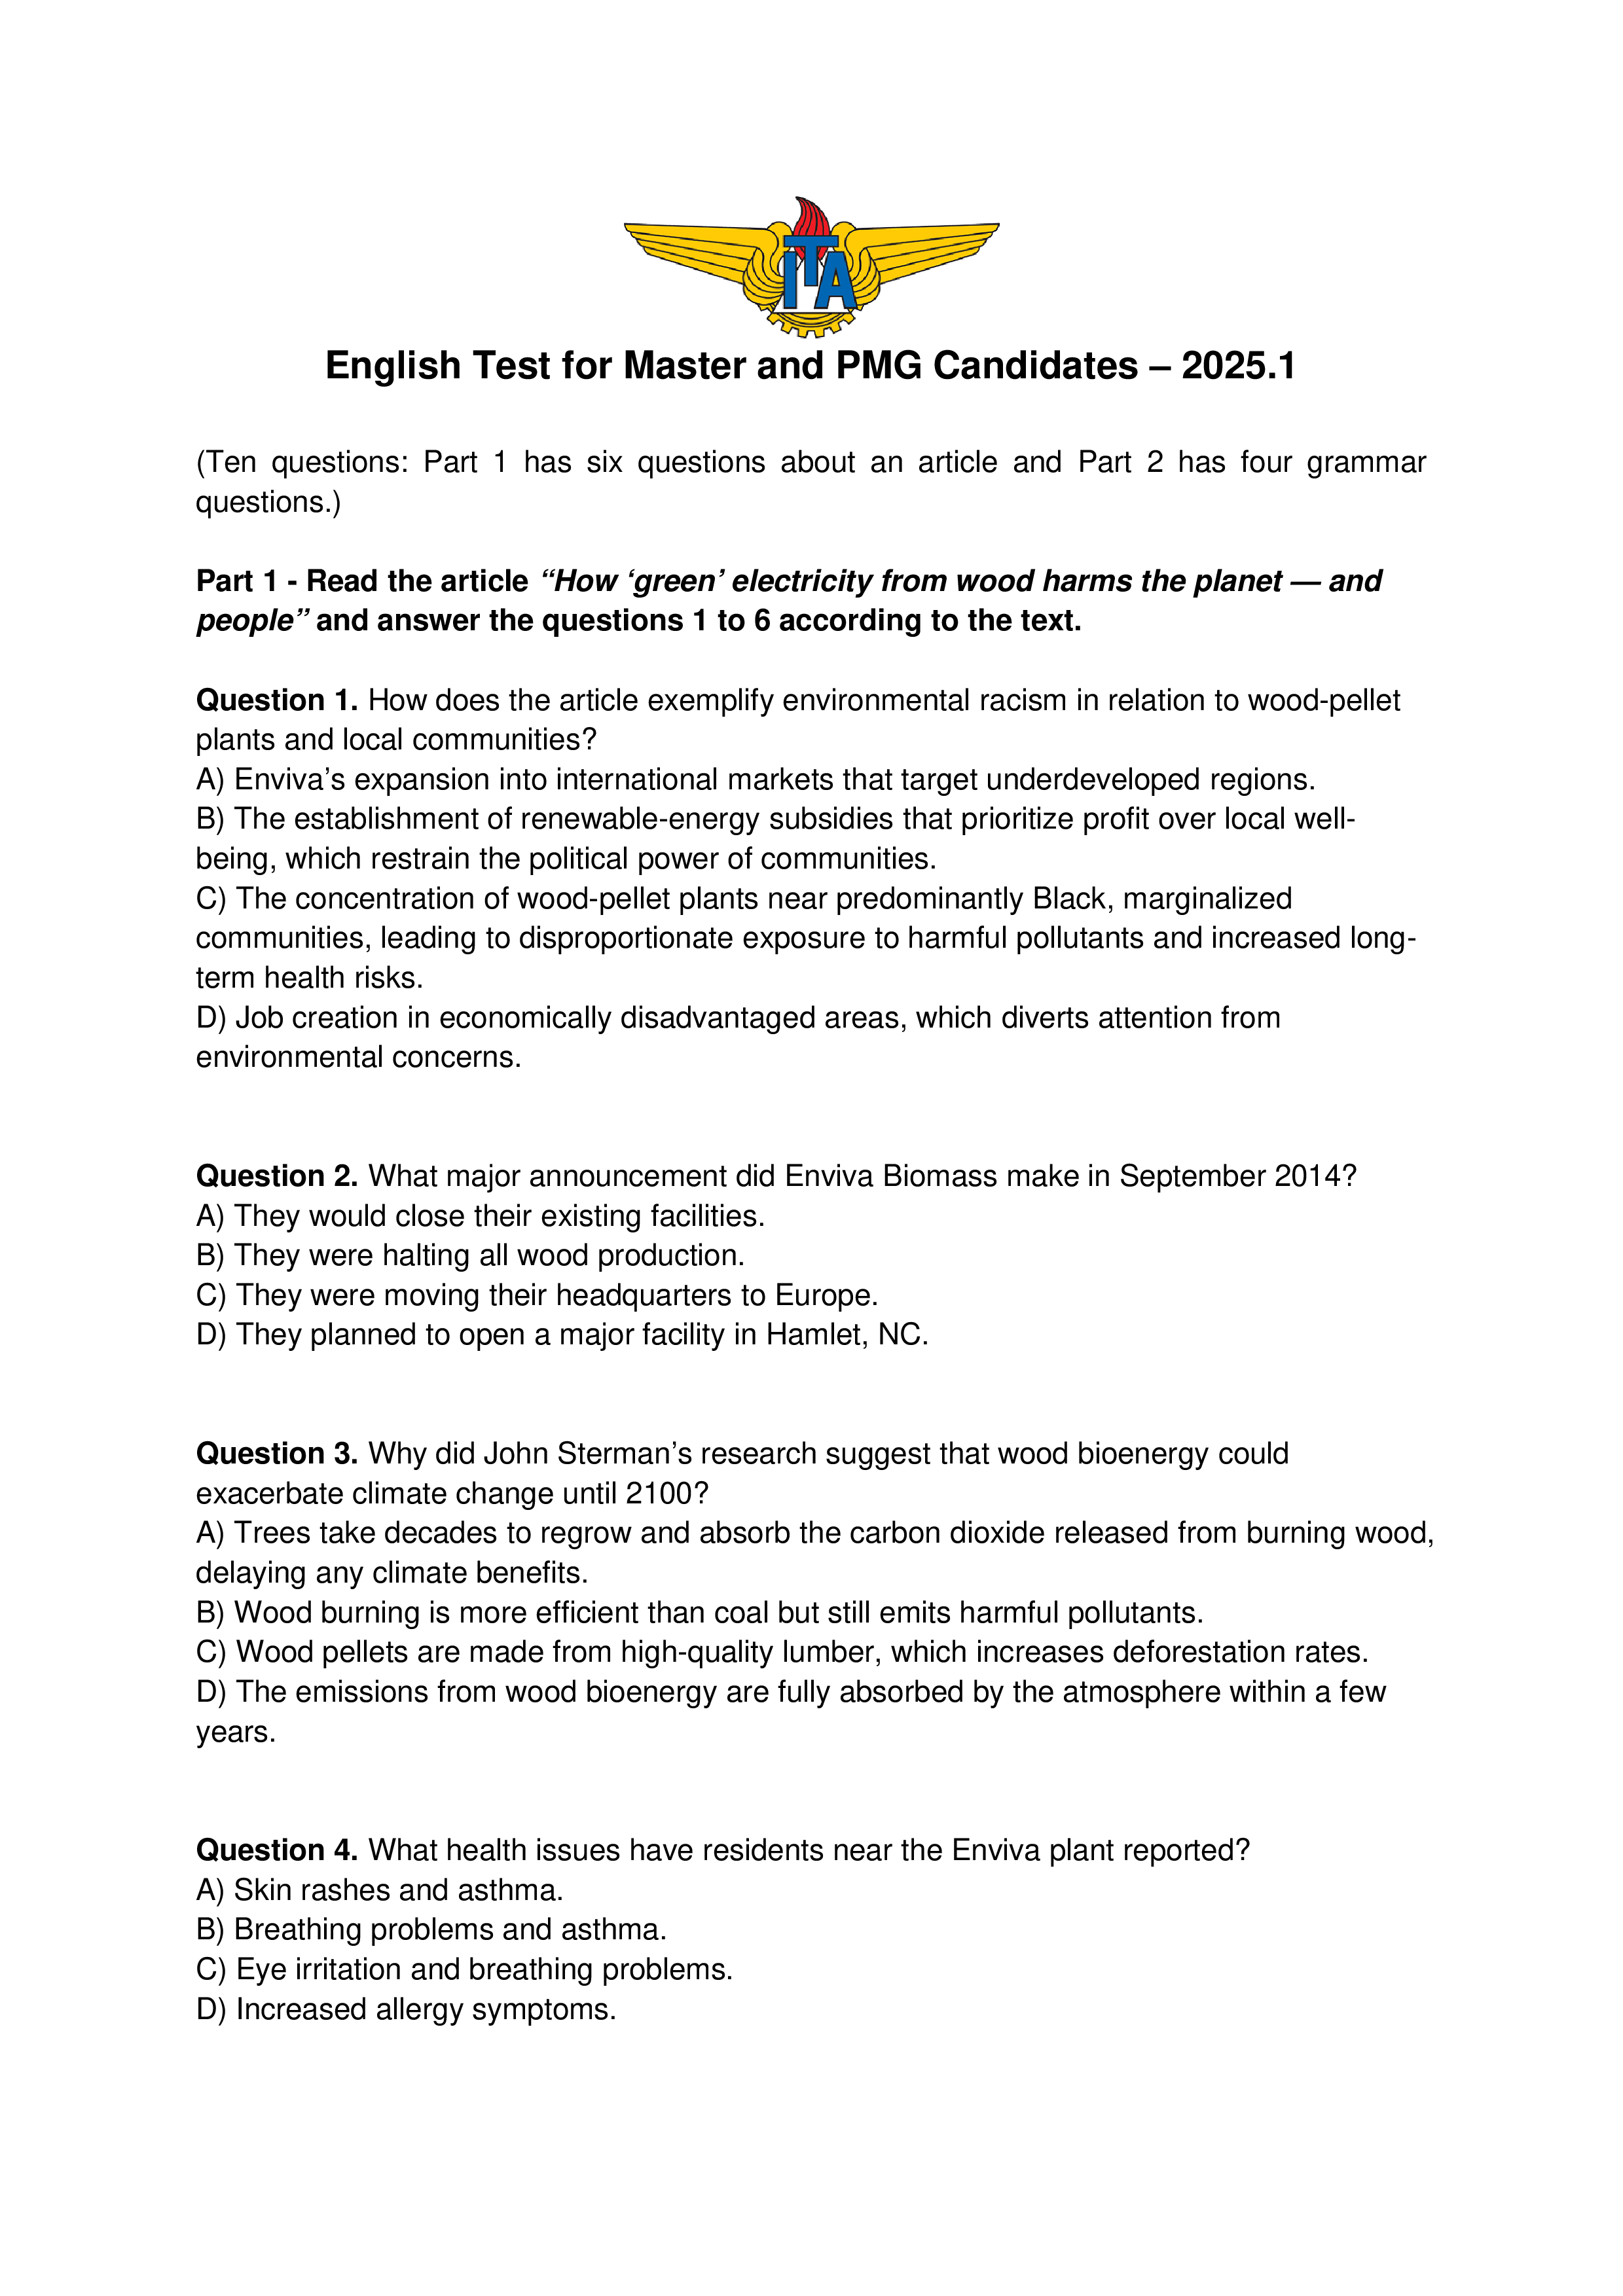 ITA
English Test for Master and PMG Candidates – 2025.1
(Ten questions: Part 1 has six questions about an article and Part 2 has four grammar
questions.)
Part 1 - Read the article “How ‘green’ electricity from wood harms the planet — and
people” and answer the questions 1 to 6 according to the text.
Question 1. How does the article exemplify environmental racism in relation to wood-pellet
plants and local communities?
A) Enviva’s expansion into international markets that target underdeveloped regions.
B) The establishment of renewable-energy subsidies that prioritize profit over local well-
being, which restrain the political power of communities.
C) The concentration of wood-pellet plants near predominantly Black, marginalized
communities, leading to disproportionate exposure to harmful pollutants and increased long-
term health risks.
D) Job creation in economically disadvantaged areas, which diverts attention from
environmental concerns.
Question 2. What major announcement did Enviva Biomass make in September 2014?
A) They would close their existing facilities.
B) They were halting all wood production.
C) They were moving their headquarters to Europe.
D) They planned to open a major facility in Hamlet, NC.
Question 3. Why did John Sterman’s research suggest that wood bioenergy could
exacerbate climate change until 2100?
A) Trees take decades to regrow and absorb the carbon dioxide released from burning wood,
delaying any climate benefits.
B) Wood burning is more efficient than coal but still emits harmful pollutants.
C) Wood pellets are made from high-quality lumber, which increases deforestation rates.
D) The emissions from wood bioenergy are fully absorbed by the atmosphere within a few
years.
Question 4. What health issues have residents near the Enviva plant reported?
A) Skin rashes and asthma.
B) Breathing problems and asthma.
C) Eye irritation and breathing problems.
D) Increased allergy symptoms.